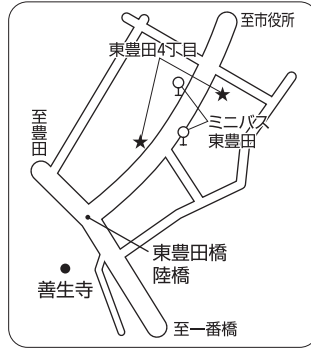 至市役所
東豊田4丁目
ミニバス
東豊田
至豊田
東豊田橋
陸橋
善生寺
至一番橋